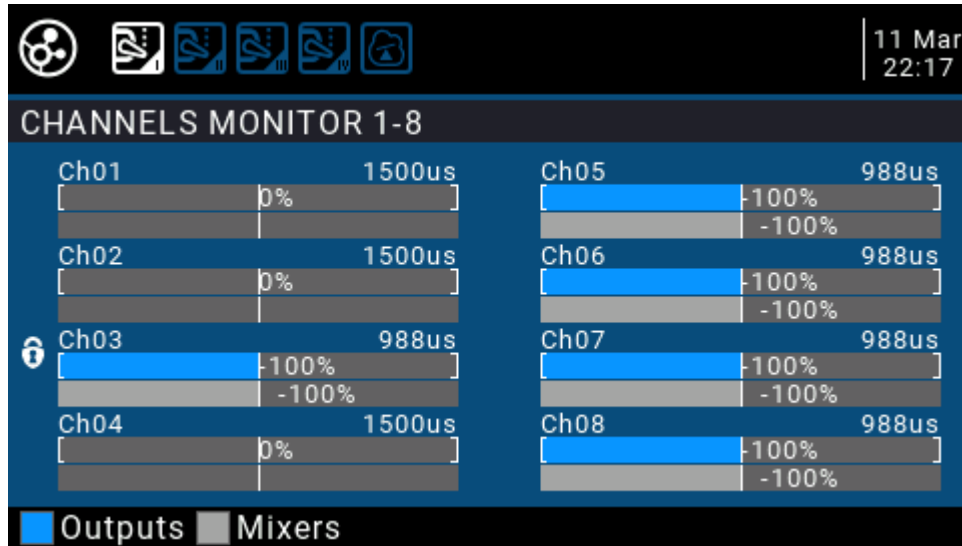 11 Mar
22:17
CHANNELS MONITOR 1-8
Ch01 1500us
0%
Ch02 1500us
0%
Ch03 988us
-100%
-100%
Ch04 1500us
0%
Ch05 988us
-100%
-100%
Ch06 988us
-100%
-100%
Ch07 988us
-100%
-100%
Ch08 988us
-100%
-100%
Outputs Mixers